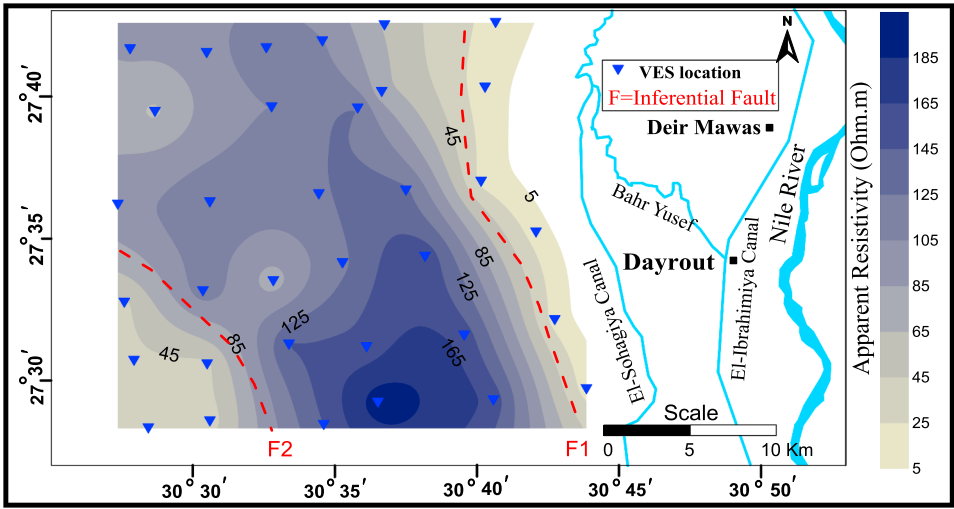 N
VES location
F=Inferential Fault
Deir Mawas
Bahr Yusef
Nile River
Dayrout
El-Sohagiya Canal
El-Ibrahimiya Canal
Scale
0 5 10 Km
45
5
85
125
125
165
85
45
F2
F1
27° 40′
27° 35′
27° 30′
30° 30′
30° 35′
30° 40′
30° 45′
30° 50′
185
165
145
125
105
85
65
45
25
5
Apparent Resistivity (Ohm.m)